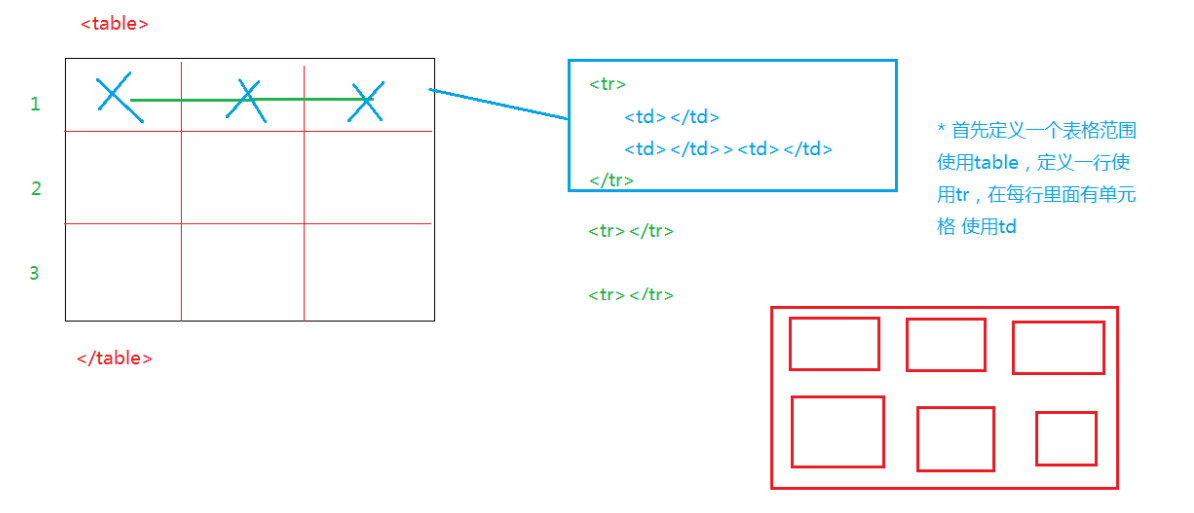 <table>
1
2
3
</table>
<tr>
<td></td>
<td></td>><td></td>
</tr>
<tr></tr>
<tr></tr>
* 首先定义一个表格范围
使用table，定义一行使
用tr，在每行里面有单元
格 使用td